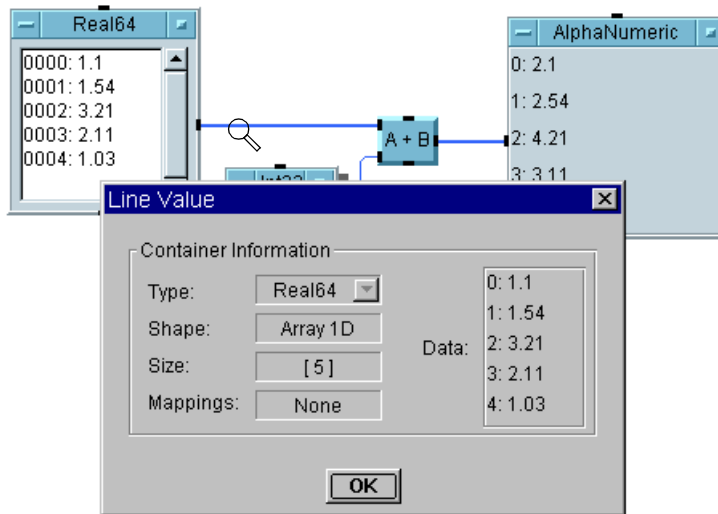 Real64
0000: 1.1
0001: 1.54
0002: 3.21
0003: 2.11
0004: 1.03
A + B
AlphaNumeric
0: 2.1
1: 2.54
2: 4.21
3: 3.11
Int32
Line Value
Container Information
Type: Real64
Shape: Array 1D
Size: [ 5 ]
Mappings: None
Data:
0: 1.1
1: 1.54
2: 3.21
3: 2.11
4: 1.03
OK